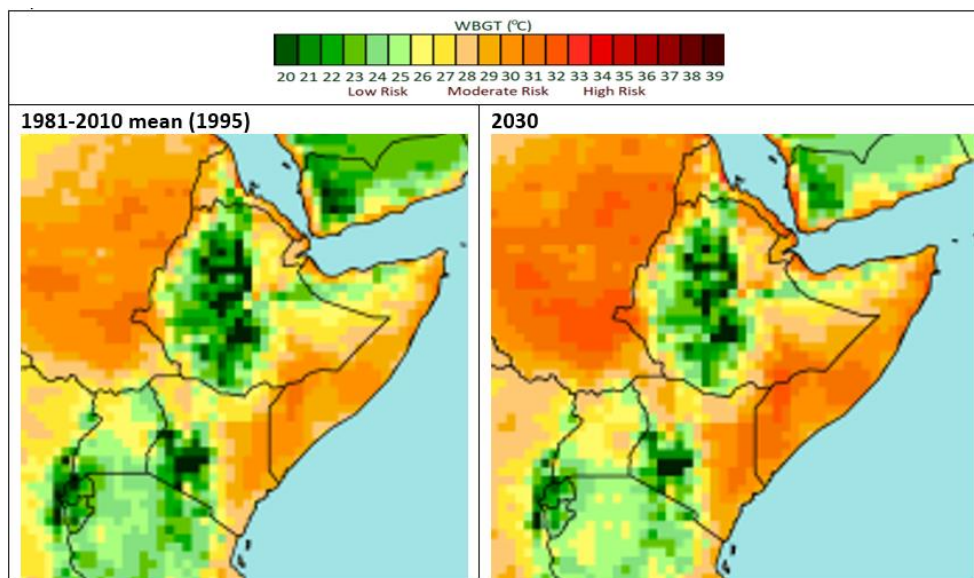 WBGT (°C)
20 21 22 23 24 25 26 27 28 29 30 31 32 33 34 35 36 37 38 39
Low Risk Moderate Risk High Risk
1981-2010 mean (1995)
2030